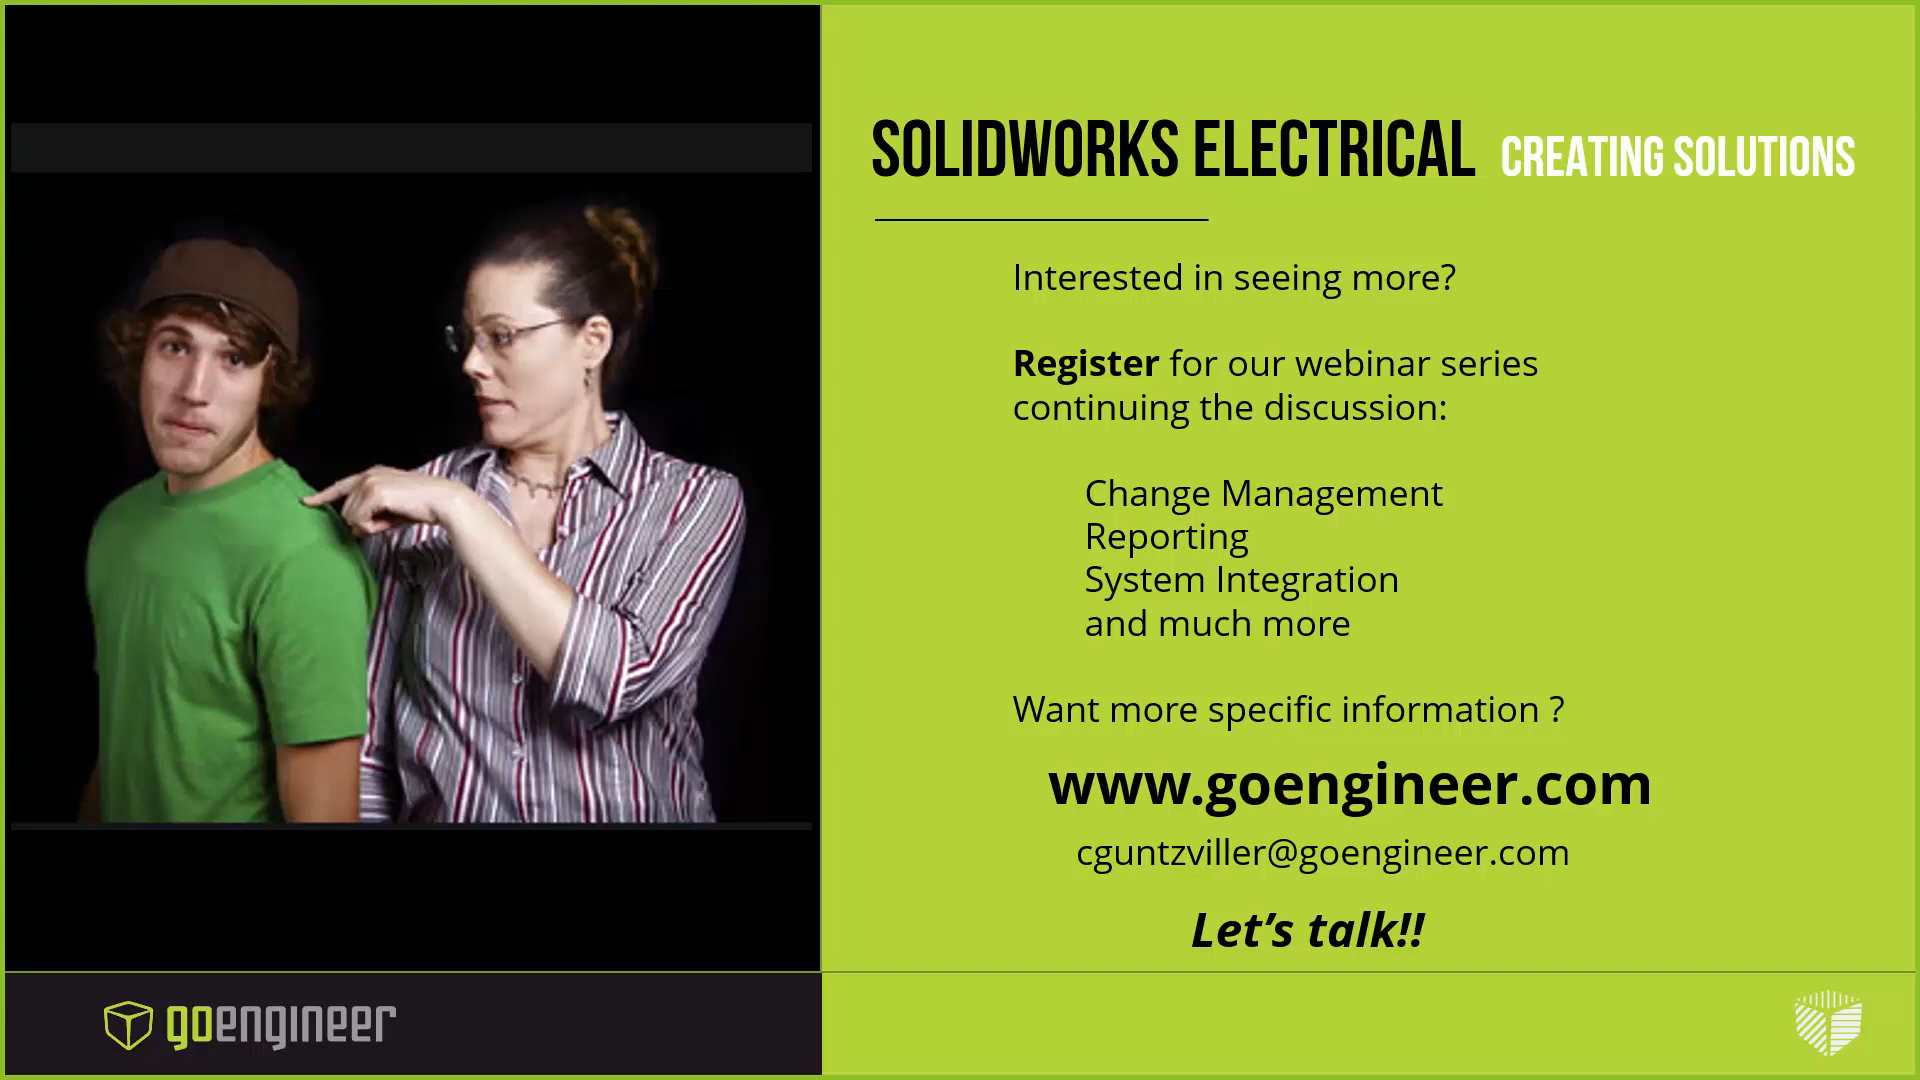 SOLIDWORKS ELECTRICAL CREATING SOLUTIONS
Interested in seeing more?
Register for our webinar series
continuing the discussion:
Change Management
Reporting
System Integration
and much more
Want more specific information ?
www.goengineer.com
cguntzviller@goengineer.com
Let’s talk!!
goengineer